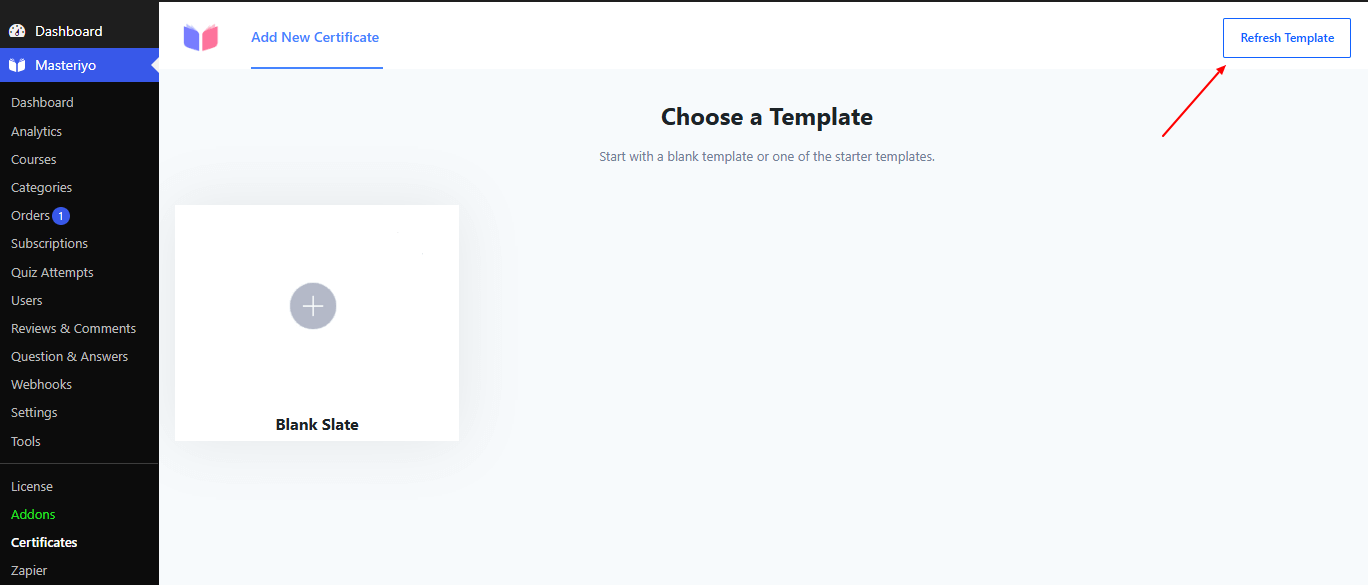 Dashboard
Masteriyo
Dashboard
Analytics
Courses
Categories
Orders 1
Subscriptions
Quiz Attempts
Users
Reviews & Comments
Question & Answers
Webhooks
Settings
Tools
License
Addons
Certificates
Zapier
Add New Certificate
Refresh Template
Choose a Template
Start with a blank template or one of the starter templates.
Blank Slate